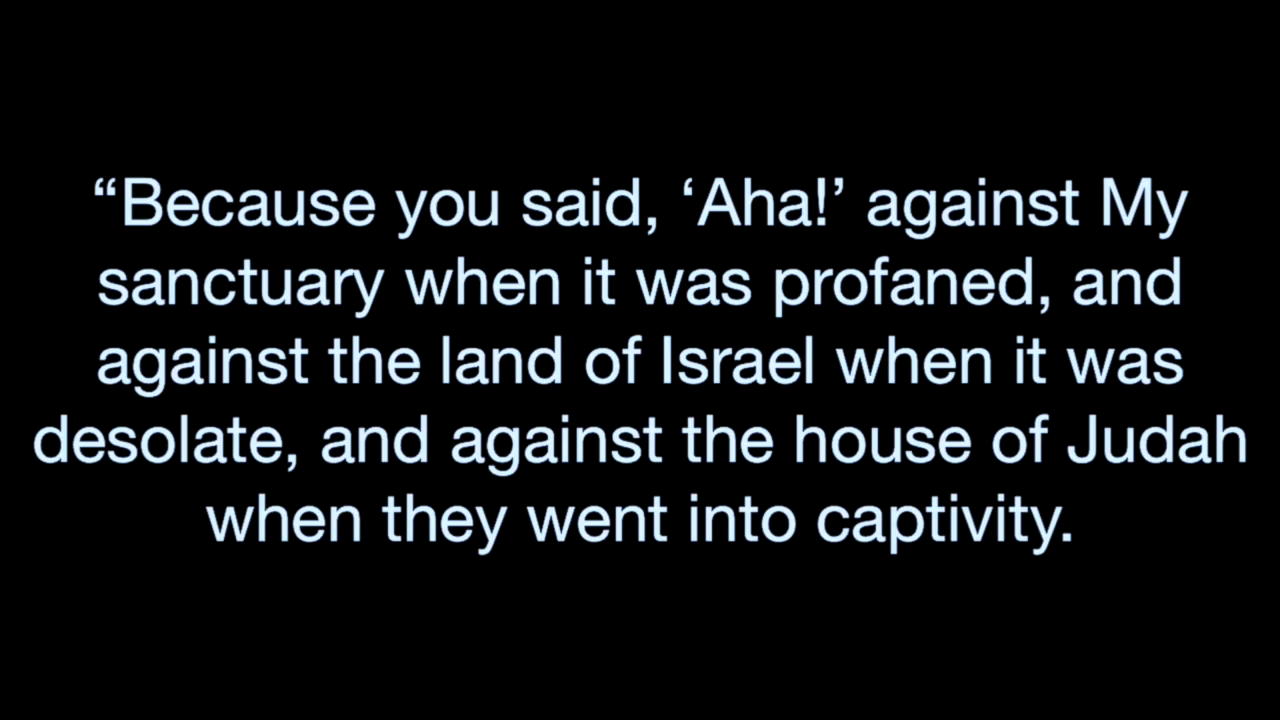 “Because you said, ‘Aha!’ against My
sanctuary when it was profaned, and
against the land of Israel when it was
desolate, and against the house of Judah
when they went into captivity.